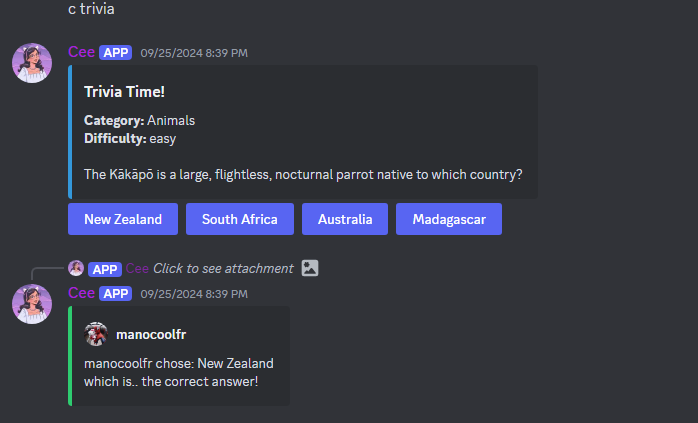 c trivia
Cee APP 09/25/2024 8:39 PM
Trivia Time!
Category: Animals
Difficulty: easy
The Kākāpō is a large, flightless, nocturnal parrot native to which country?
New Zealand South Africa Australia Madagascar
APP Cee Click to see attachment
Cee APP 09/25/2024 8:39 PM
manocoolfr
manocoolfr chose: New Zealand
which is.. the correct answer!